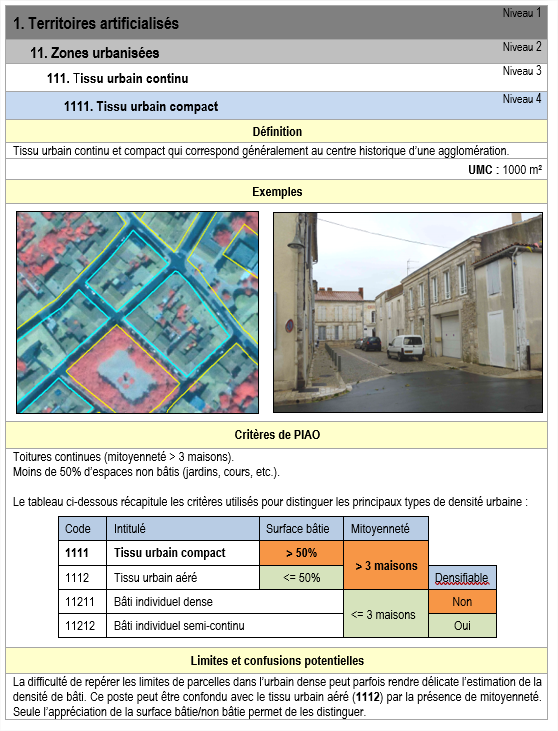 1. Territoires artificialisés Niveau 1
11. Zones urbanisées Niveau 2
111. Tissu urbain continu Niveau 3
1111. Tissu urbain compact Niveau 4
Définition
Tissu urbain continu et compact qui correspond généralement au centre historique d'une agglomération.
UMC : 1000 m²
Exemples
Critères de PIAO
Toitures continues (mitoyenneté > 3 maisons).
Moins de 50% d'espaces non bâtis (jardins, cours, etc.).
Le tableau ci-dessous récapitule les critères utilisés pour distinguer les principaux types de densité urbaine :
Code Intitulé Surface bâtie Mitoyenneté
1111 Tissu urbain compact > 50%
> 3 maisons
1112 Tissu urbain aéré <= 50% Densifiable
11211 Bâti individuel dense Non
<= 3 maisons
11212 Bâti individuel semi-continu Oui
Limites et confusions potentielles
La difficulté de repérer les limites de parcelles dans l'urbain dense peut parfois rendre délicate l'estimation de la
densité de bâti. Ce poste peut être confondu avec le tissu urbain aéré (1112) par la présence de mitoyenneté.
Seule l'appréciation de la surface bâtie/non bâtie permet de les distinguer.